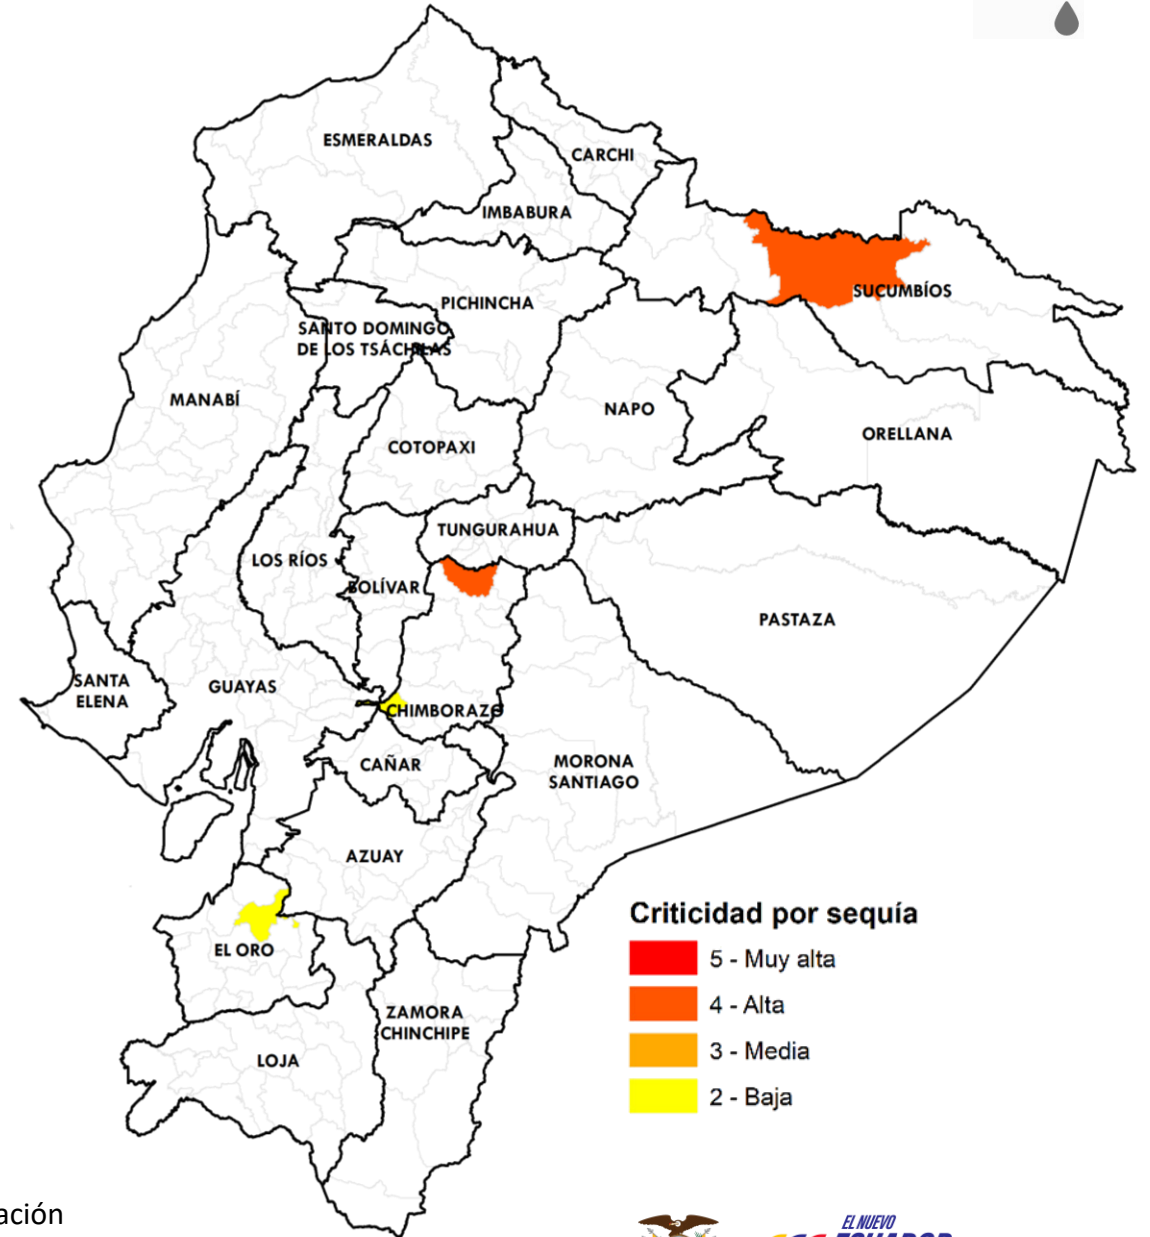 ESMERALDAS
CARCHI
IMBABURA
SUCUMBÍOS
PICHINCHA
SANTO DOMINGO
DE LOS TSÁCHILAS
MANABÍ
NAPO
ORELLANA
COTOPAXI
TUNGURAHUA
LOS RÍOS
BOLÍVAR
PASTAZA
SANTA
ELENA
GUAYAS
CHIMBORAZO
CAÑAR
MORONA
SANTIAGO
AZUAY
EL ORO
ZAMORA
CHINCHIPE
LOJA
Criticidad por sequía
5 - Muy alta
4 - Alta
3 - Media
2 - Baja
ación
EL NUEVO
ECUADOR